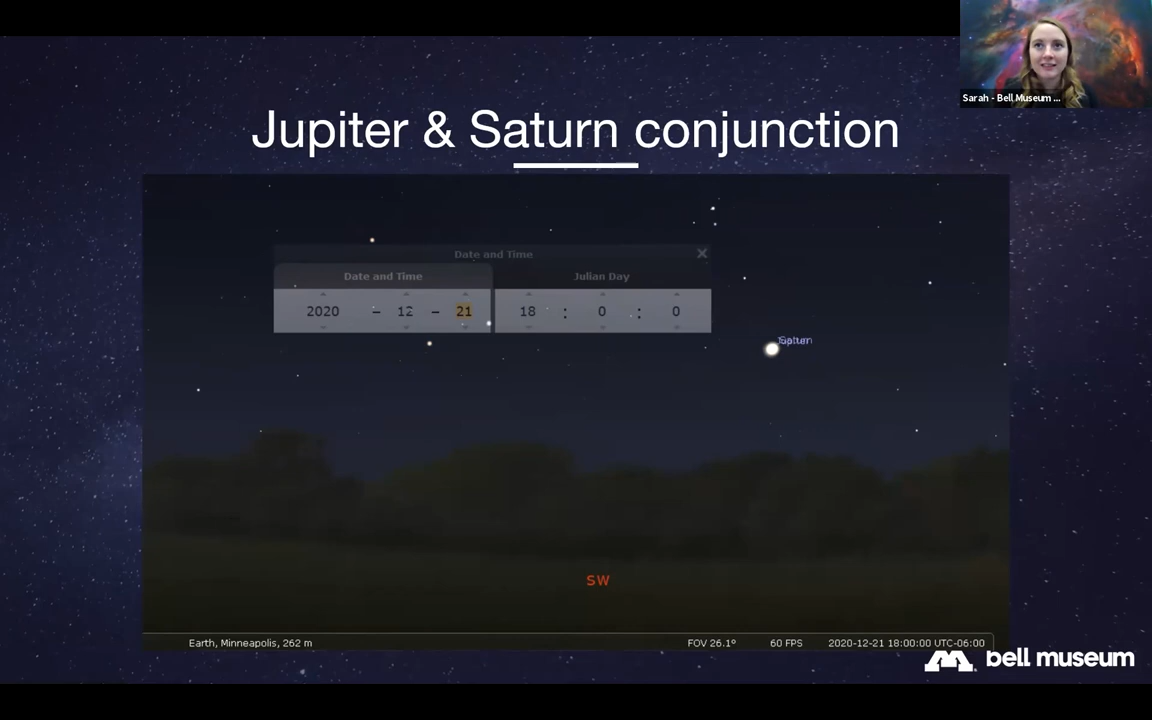 Sarah - Bell Museum ...
Jupiter & Saturn conjunction
Date and Time
Date and Time
Julian Day
2020 - 12 - 21
18 : 0 : 0
Saturn
SW
Earth, Minneapolis, 262 m
FOV 26.1°
60 FPS
2020-12-21 18:00:00 UTC-06:00
bell museum